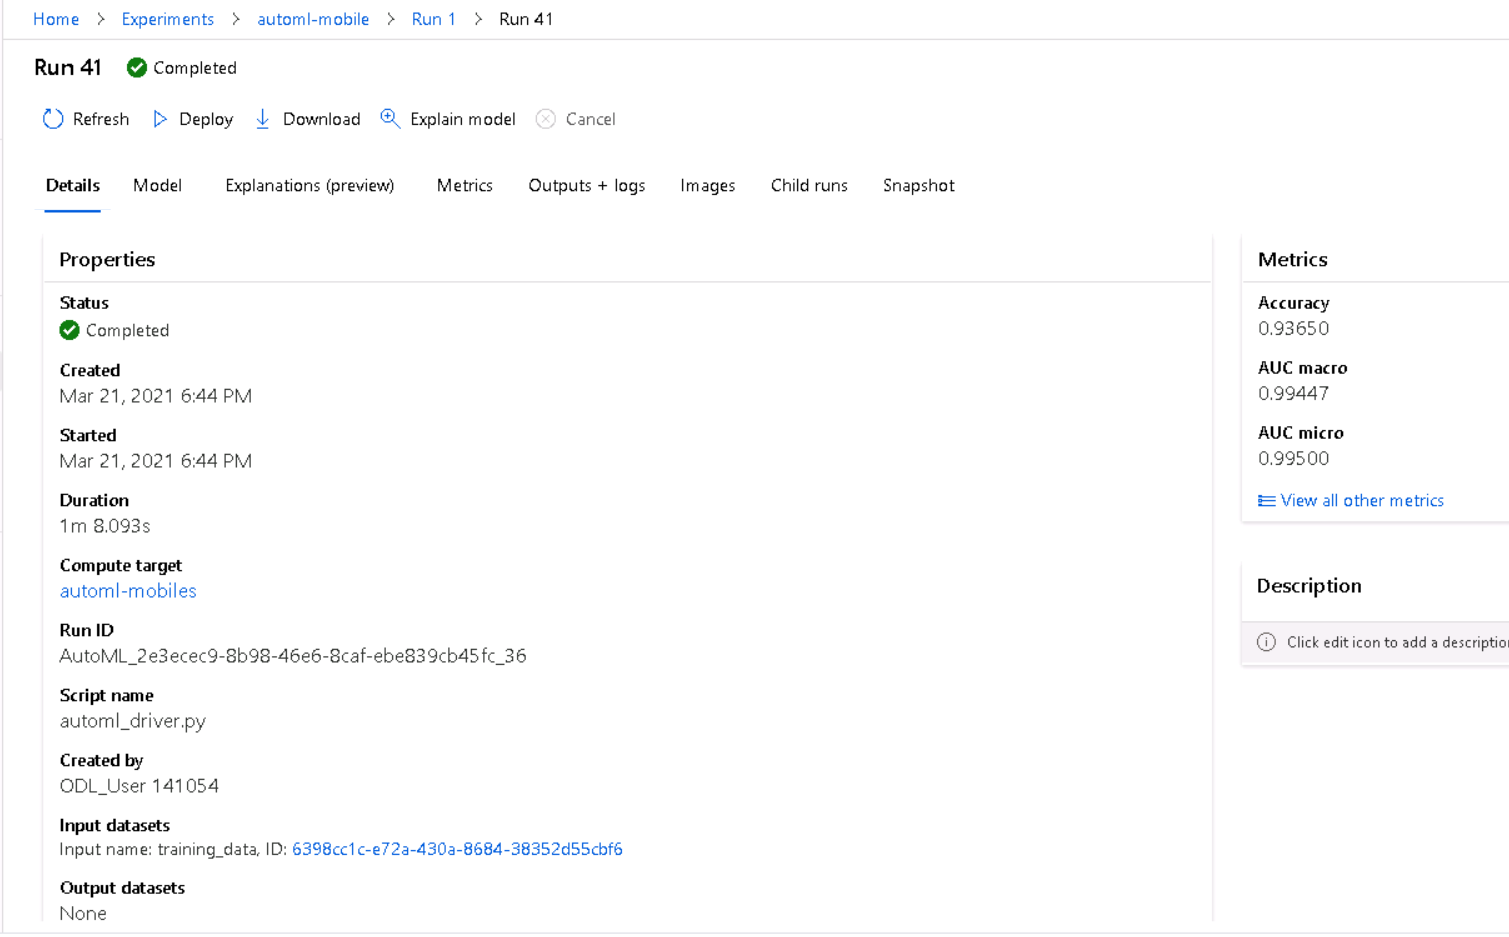 Home > Experiments > automl-mobile > Run 1 > Run 41
Run 41 Completed
Refresh Deploy Download Explain model Cancel
Details Model Explanations (preview) Metrics Outputs + logs Images Child runs Snapshot
Properties
Status
Completed
Created
Mar 21, 2021 6:44 PM
Started
Mar 21, 2021 6:44 PM
Duration
1m 8.093s
Compute target
automl-mobiles
Run ID
AutoML_2e3ecec9-8b98-46e6-8caf-ebe839cb45fc_36
Script name
automl_driver.py
Created by
ODL_User 141054
Input datasets
Input name: training_data, ID: 6398cc1c-e72a-430a-8684-38352d55cbf6
Output datasets
None
Metrics
Accuracy
0.93650
AUC macro
0.99447
AUC micro
0.99500
View all other metrics
Description
Click edit icon to add a descriptio